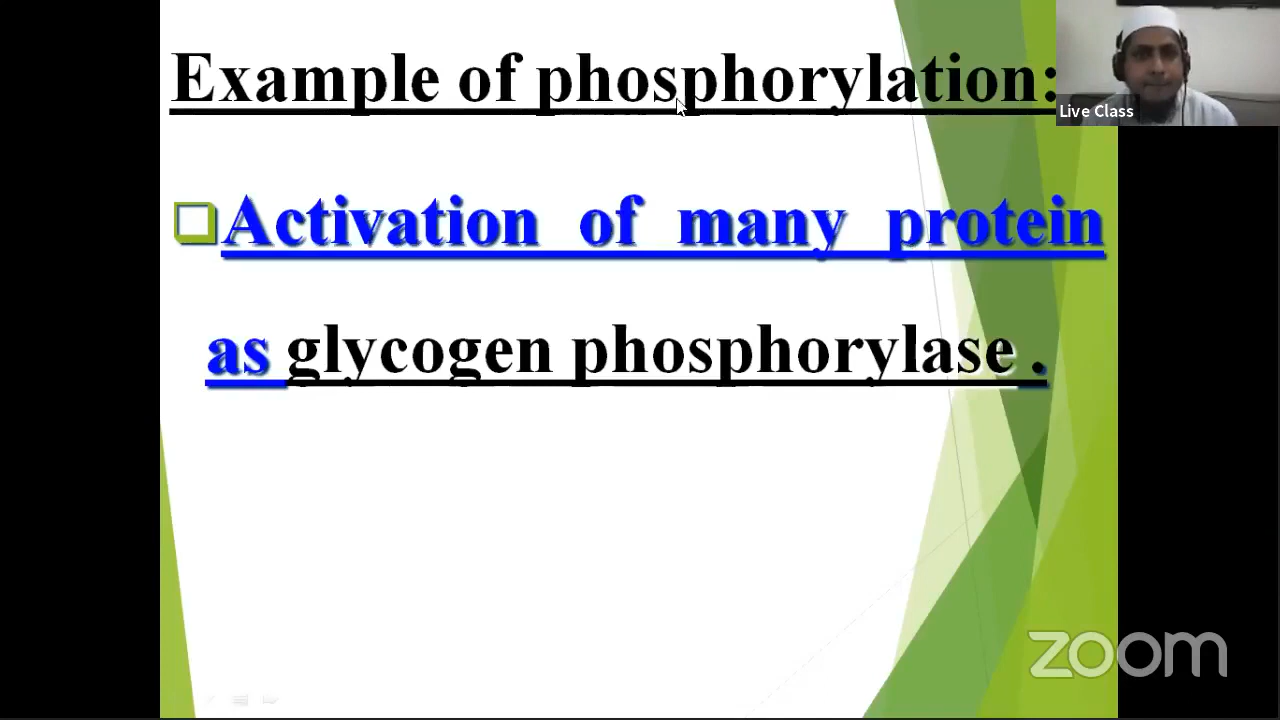 Example of phosphorylation:
Live Class
Activation of many protein
as glycogen phosphorylase .
zoom